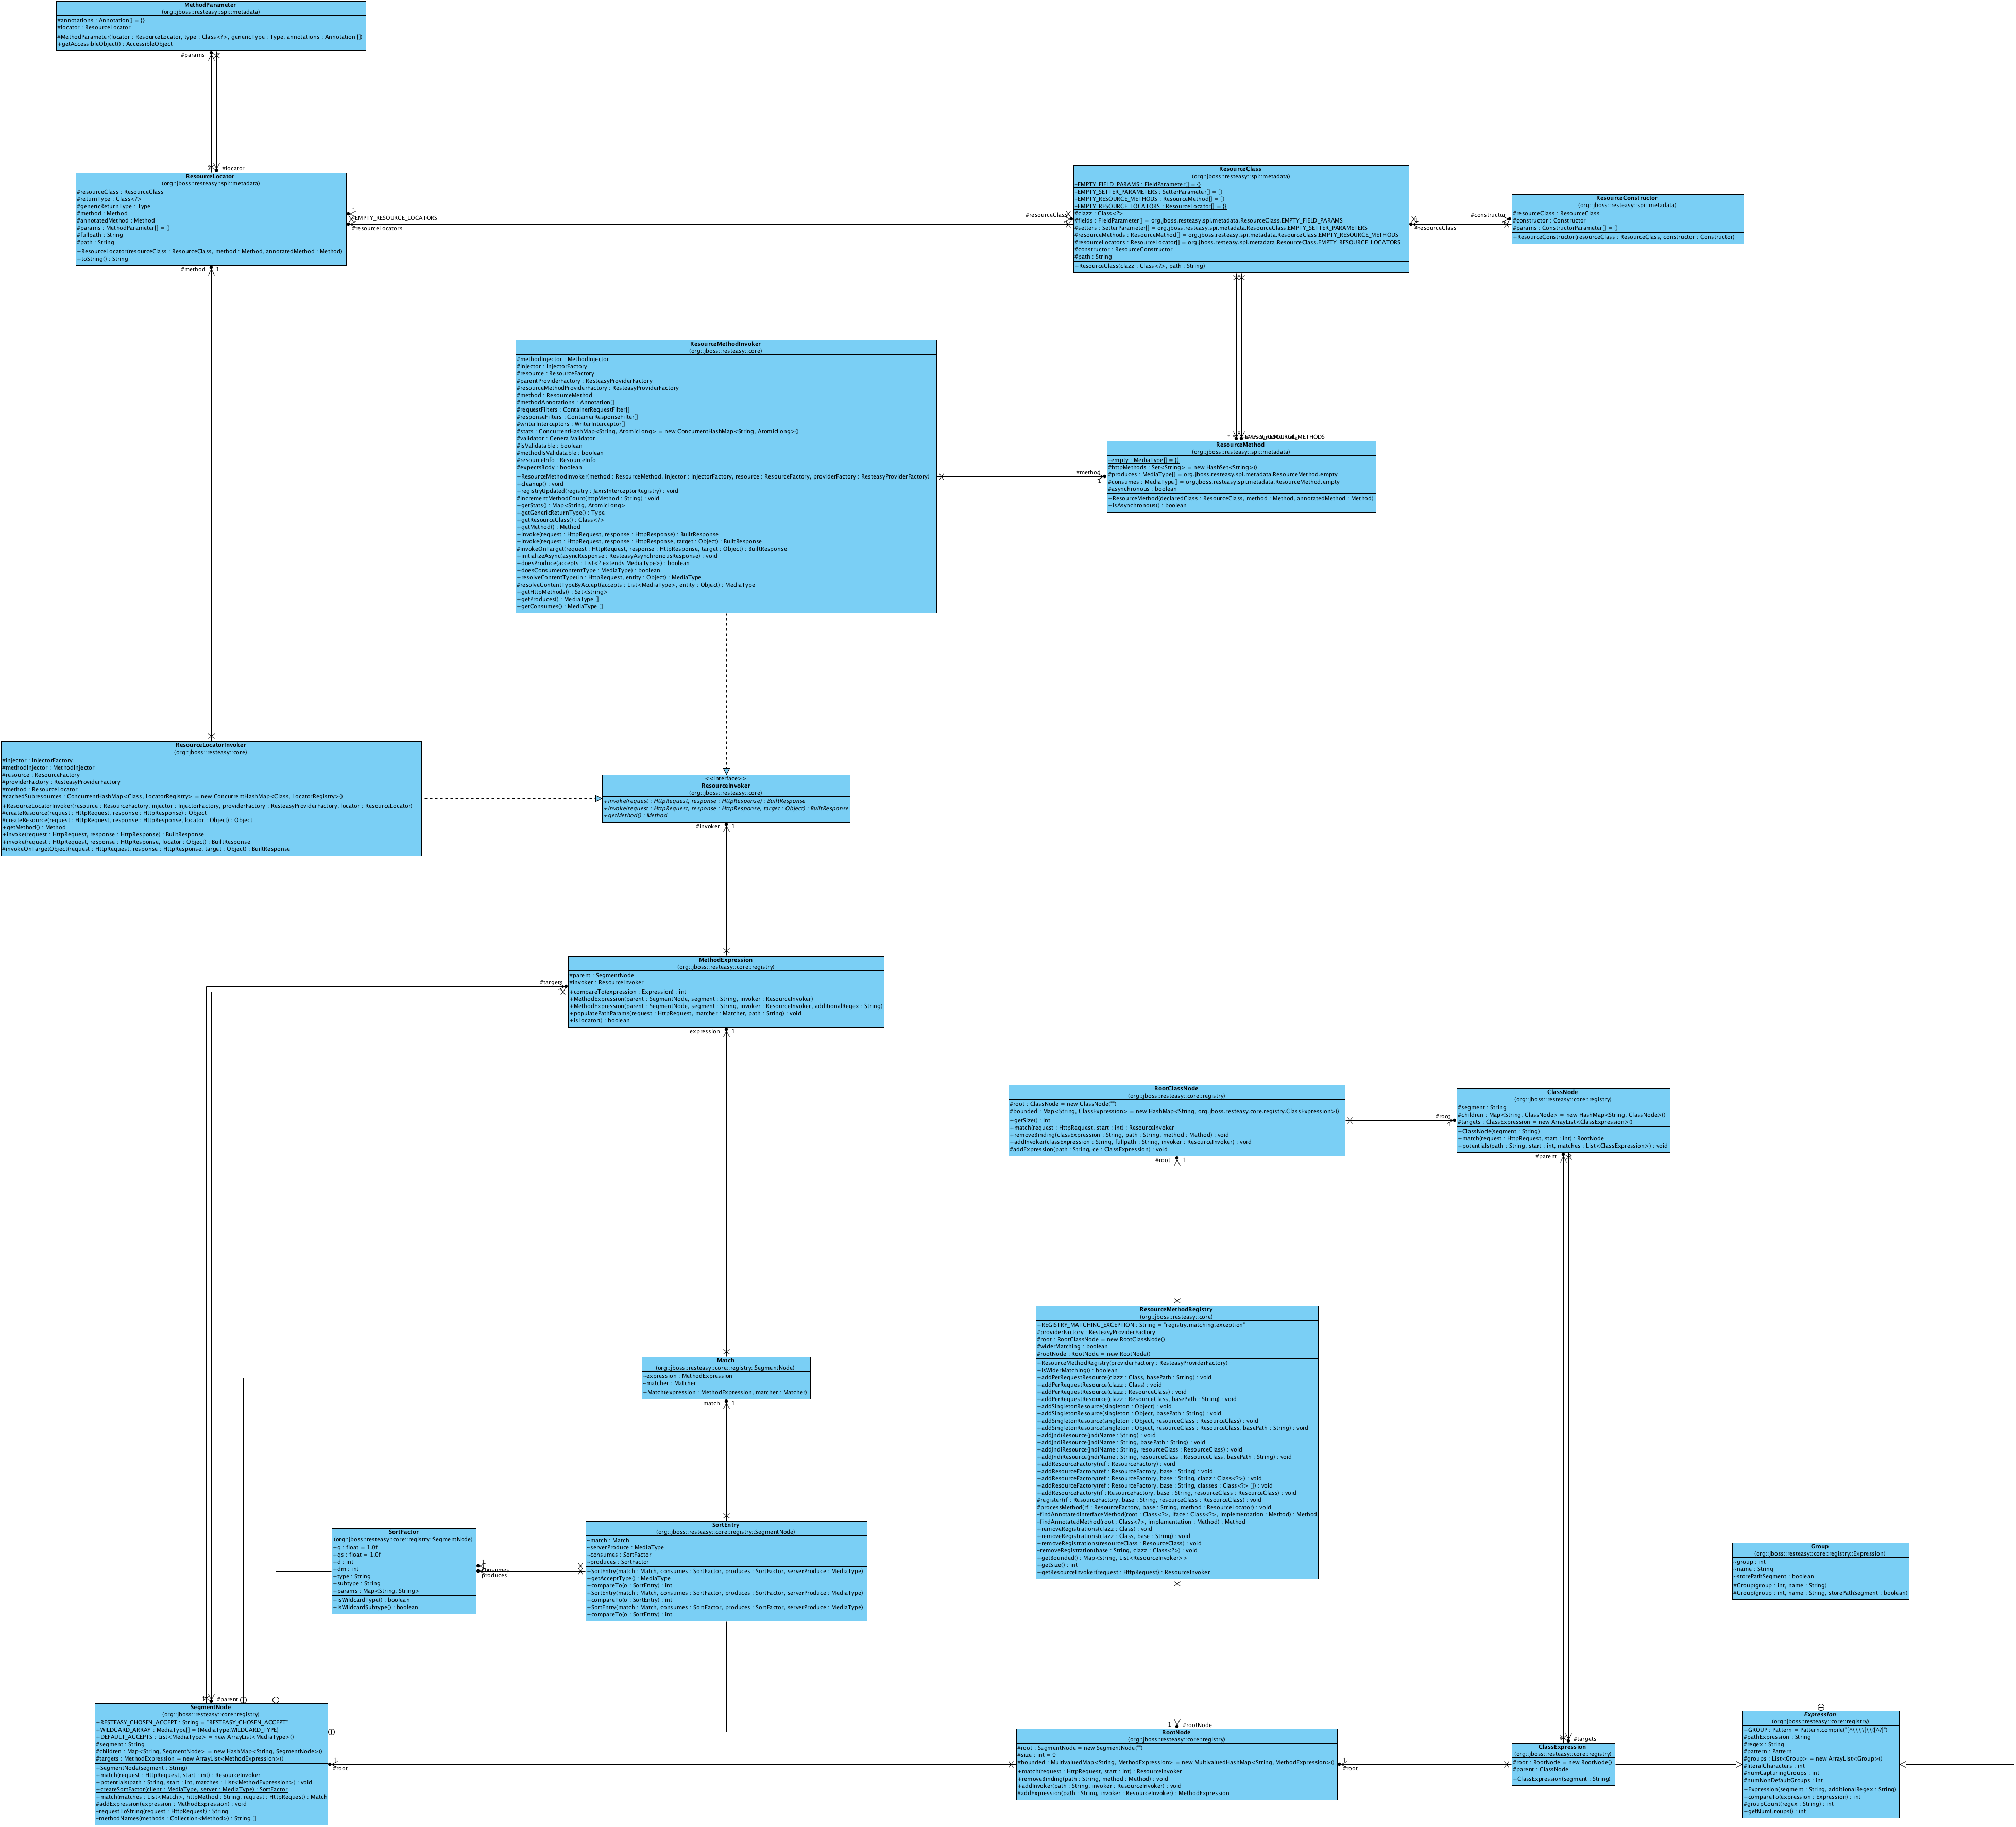 MethodParameter
(org::jboss::resteasy::spi::metadata)
#annotations : Annotation[] = {}
#locator : ResourceLocator
#MethodParameter(locator : ResourceLocator, type : Class<?>, genericType : Type, annotations : Annotation [])
+getAccessibleObject() : AccessibleObject
#params
#locator
ResourceLocator
(org::jboss::resteasy::spi::metadata)
#resourceClass : ResourceClass
#returnType : Class<?>
#genericReturnType : Type
#method : Method
#annotatedMethod : Method
#params : MethodParameter[] = {}
#fullpath : String
#path : String
+ResourceLocator(resourceClass : ResourceClass, method : Method, annotatedMethod : Method)
+toString() : String
#method
1
*
~EMPTY_RESOURCE_LOCATORS
#resourceLocators
#resourceClass
ResourceClass
(org::jboss::resteasy::spi::metadata)
~EMPTY_FIELD_PARAMS : FieldParameter[] = {}
~EMPTY_SETTER_PARAMETERS : SetterParameter[] = {}
~EMPTY_RESOURCE_METHODS : ResourceMethod[] = {}
~EMPTY_RESOURCE_LOCATORS : ResourceLocator[] = {}
#clazz : Class<?>
#fields : FieldParameter[] = org.jboss.resteasy.spi.metadata.ResourceClass.EMPTY_FIELD_PARAMS
#setters : SetterParameter[] = org.jboss.resteasy.spi.metadata.ResourceClass.EMPTY_SETTER_PARAMETERS
#resourceMethods : ResourceMethod[] = org.jboss.resteasy.spi.metadata.ResourceClass.EMPTY_RESOURCE_METHODS
#resourceLocators : ResourceLocator[] = org.jboss.resteasy.spi.metadata.ResourceClass.EMPTY_RESOURCE_LOCATORS
#constructor : ResourceConstructor
#path : String
+ResourceClass(clazz : Class<?>, path : String)
#constructor
#resourceClass
ResourceConstructor
(org::jboss::resteasy::spi::metadata)
#resourceClass : ResourceClass
#constructor : Constructor
#params : ConstructorParameter[] = {}
+ResourceConstructor(resourceClass : ResourceClass, constructor : Constructor)
ResourceMethodInvoker
(org::jboss::resteasy::core)
#methodInjector : MethodInjector
#injector : InjectorFactory
#resource : ResourceFactory
#parentProviderFactory : ResteasyProviderFactory
#resourceMethodProviderFactory : ResteasyProviderFactory
#method : ResourceMethod
#methodAnnotations : Annotation[]
#requestFilters : ContainerRequestFilter[]
#responseFilters : ContainerResponseFilter[]
#writerInterceptors : WriterInterceptor[]
#stats : ConcurrentHashMap<String, AtomicLong> = new ConcurrentHashMap<String, AtomicLong>()
#validator : GeneralValidator
#isValidatable : boolean
#methodIsValidatable : boolean
#resourceInfo : ResourceInfo
#expectsBody : boolean
+ResourceMethodInvoker(method : ResourceMethod, injector : InjectorFactory, resource : ResourceFactory, providerFactory : ResteasyProviderFactory)
+cleanup() : void
+registryUpdated(registry : JaxrsInterceptorRegistry) : void
#incrementMethodCount(httpMethod : String) : void
+getStats() : Map<String, AtomicLong>
+getGenericReturnType() : Type
+getResourceClass() : Class<?>
+getMethod() : Method
+invoke(request : HttpRequest, response : HttpResponse) : BuiltResponse
+invoke(request : HttpRequest, response : HttpResponse, target : Object) : BuiltResponse
#invokeOnTarget(request : HttpRequest, response : HttpResponse, target : Object) : BuiltResponse
+initializeAsync(asyncResponse : ResteasyAsynchronousResponse) : void
+doesProduce(accepts : List<? extends MediaType>) : boolean
+doesConsume(contentType : MediaType) : boolean
+resolveContentType(in : HttpRequest, entity : Object) : MediaType
#resolveContentTypeByAccept(accepts : List<MediaType>, entity : Object) : MediaType
+getHttpMethods() : Set<String>
+getProduces() : MediaType []
+getConsumes() : MediaType []
#method
1
* ~EMPTY_RESOURCE_METHODS
ResourceMethod
(org::jboss::resteasy::spi::metadata)
~empty : MediaType[] = {}
#httpMethods : Set<String> = new HashSet<String>()
#produces : MediaType[] = org.jboss.resteasy.spi.metadata.ResourceMethod.empty
#consumes : MediaType[] = org.jboss.resteasy.spi.metadata.ResourceMethod.empty
#asynchronous : boolean
+ResourceMethod(declaredClass : ResourceClass, method : Method, annotatedMethod : Method)
+isAsynchronous() : boolean
ResourceLocatorInvoker
(org::jboss::resteasy::core)
#injector : InjectorFactory
#methodInjector : MethodInjector
#resource : ResourceFactory
#providerFactory : ResteasyProviderFactory
#method : ResourceLocator
#cachedSubresources : ConcurrentHashMap<Class, LocatorRegistry> = new ConcurrentHashMap<Class, LocatorRegistry>()
+ResourceLocatorInvoker(resource : ResourceFactory, injector : InjectorFactory, providerFactory : ResteasyProviderFactory, locator : ResourceLocator)
#createResource(request : HttpRequest, response : HttpResponse) : Object
#createResource(request : HttpRequest, response : HttpResponse, locator : Object) : Object
+getMethod() : Method
+invoke(request : HttpRequest, response : HttpResponse) : BuiltResponse
+invoke(request : HttpRequest, response : HttpResponse, locator : Object) : BuiltResponse
#invokeOnTargetObject(request : HttpRequest, response : HttpResponse, target : Object) : BuiltResponse
<<Interface>>
ResourceInvoker
(org::jboss::resteasy::core)
+invoke(request : HttpRequest, response : HttpResponse) : BuiltResponse
+invoke(request : HttpRequest, response : HttpResponse, target : Object) : BuiltResponse
+getMethod() : Method
#invoker
1
MethodExpression
(org::jboss::resteasy::core::registry)
#parent : SegmentNode
#invoker : ResourceInvoker
+compareTo(expression : Expression) : int
+MethodExpression(parent : SegmentNode, segment : String, invoker : ResourceInvoker)
+MethodExpression(parent : SegmentNode, segment : String, invoker : ResourceInvoker, additionalRegex : String)
+populatePathParams(request : HttpRequest, matcher : Matcher, path : String) : void
+isLocator() : boolean
#targets
expression
1
RootClassNode
(org::jboss::resteasy::core::registry)
#root : ClassNode = new ClassNode("")
#bounded : Map<String, ClassExpression> = new HashMap<String, org.jboss.resteasy.core.registry.ClassExpression>()
+getSize() : int
+match(request : HttpRequest, start : int) : ResourceInvoker
+removeBinding(classExpression : String, path : String, method : Method) : void
+addInvoker(classExpression : String, fullpath : String, invoker : ResourceInvoker) : void
#addExpression(path : String, ce : ClassExpression) : void
#root
1
#root
1
ClassNode
(org::jboss::resteasy::core::registry)
#segment : String
#children : Map<String, ClassNode> = new HashMap<String, ClassNode>()
#targets : ClassExpression = new ArrayList<ClassExpression>()
+ClassNode(segment : String)
+match(request : HttpRequest, start : int) : RootNode
+potentials(path : String, start : int, matches : List<ClassExpression>) : void
#parent
ResourceMethodRegistry
(org::jboss::resteasy::core)
+REGISTRY_MATCHING_EXCEPTION : String = "registry.matching.exception"
#providerFactory : ResteasyProviderFactory
#root : RootClassNode = new RootClassNode()
#widerMatching : boolean
#rootNode : RootNode = new RootNode()
+ResourceMethodRegistry(providerFactory : ResteasyProviderFactory)
+isWiderMatching() : boolean
+addPerRequestResource(clazz : Class, basePath : String) : void
+addPerRequestResource(clazz : Class) : void
+addPerRequestResource(clazz : ResourceClass) : void
+addPerRequestResource(clazz : ResourceClass, basePath : String) : void
+addSingletonResource(singleton : Object) : void
+addSingletonResource(singleton : Object, basePath : String) : void
+addSingletonResource(singleton : Object, resourceClass : ResourceClass) : void
+addSingletonResource(singleton : Object, resourceClass : ResourceClass, basePath : String) : void
+addJndiResource(jndiName : String) : void
+addJndiResource(jndiName : String, basePath : String) : void
+addJndiResource(jndiName : String, resourceClass : ResourceClass) : void
+addJndiResource(jndiName : String, resourceClass : ResourceClass, basePath : String) : void
+addResourceFactory(ref : ResourceFactory) : void
+addResourceFactory(ref : ResourceFactory, base : String) : void
+addResourceFactory(ref : ResourceFactory, base : String, clazz : Class<?>) : void
+addResourceFactory(ref : ResourceFactory, base : String, classes : Class<?> []) : void
+addResourceFactory(rf : ResourceFactory, base : String, resourceClass : ResourceClass) : void
#register(rf : ResourceFactory, base : String, resourceClass : ResourceClass) : void
#processMethod(rf : ResourceFactory, base : String, method : ResourceLocator) : void
-findAnnotatedInterfaceMethod(root : Class<?>, iface : Class<?>, implementation : Method) : Method
-findAnnotatedMethod(root : Class<?>, implementation : Method) : Method
+removeRegistrations(clazz : Class) : void
+removeRegistrations(clazz : Class, base : String) : void
+removeRegistrations(resourceClass : ResourceClass) : void
-removeRegistration(base : String, clazz : Class<?>) : void
+getBounded() : Map<String, List<ResourceInvoker>>
+getSize() : int
+getResourceInvoker(request : HttpRequest) : ResourceInvoker
Match
(org::jboss::resteasy::core::registry::SegmentNode)
~expression : MethodExpression
~matcher : Matcher
+Match(expression : MethodExpression, matcher : Matcher)
match
1
SortFactor
(org::jboss::resteasy::core::registry::SegmentNode)
+q : float = 1.0f
+qs : float = 1.0f
+d : int
+dm : int
+type : String
+subtype : String
+params : Map<String, String>
+isWildcardType() : boolean
+isWildcardSubtype() : boolean
consumes
produces
SortEntry
(org::jboss::resteasy::core::registry::SegmentNode)
~match : Match
~serverProduce : MediaType
~consumes : SortFactor
~produces : SortFactor
+SortEntry(match : Match, consumes : SortFactor, produces : SortFactor, serverProduce : MediaType)
+getAcceptType() : MediaType
+compareTo(o : SortEntry) : int
+SortEntry(match : Match, consumes : SortFactor, produces : SortFactor, serverProduce : MediaType)
+compareTo(o : SortEntry) : int
+SortEntry(match : Match, consumes : SortFactor, produces : SortFactor, serverProduce : MediaType)
+compareTo(o : SortEntry) : int
Group
(org::jboss::resteasy::core::registry::Expression)
~group : int
~name : String
~storePathSegment : boolean
#Group(group : int, name : String)
#Group(group : int, name : String, storePathSegment : boolean)
#parent
SegmentNode
(org::jboss::resteasy::core::registry)
+RESTEASY_CHOSEN_ACCEPT : String = "RESTEASY_CHOSEN_ACCEPT"
+WILDCARD_ARRAY : MediaType[] = {MediaType.WILDCARD_TYPE}
+DEFAULT_ACCEPTS : List<MediaType> = new ArrayList<MediaType>()
#segment : String
#children : Map<String, SegmentNode> = new HashMap<String, SegmentNode>()
#targets : MethodExpression = new ArrayList<MethodExpression>()
+SegmentNode(segment : String)
+match(request : HttpRequest, start : int) : ResourceInvoker
+potentials(path : String, start : int, matches : List<MethodExpression>) : void
+createSortFactor(client : MediaType, server : MediaType) : SortFactor
+match(matches : List<Match>, httpMethod : String, request : HttpRequest) : Match
#addExpression(expression : MethodExpression) : void
-requestToString(request : HttpRequest) : String
-methodNames(methods : Collection<Method>) : String []
1
#root
1
#rootNode
RootNode
(org::jboss::resteasy::core::registry)
#root : SegmentNode = new SegmentNode("")
#size : int = 0
#bounded : MultivaluedMap<String, MethodExpression> = new MultivaluedHashMap<String, MethodExpression>()
+match(request : HttpRequest, start : int) : ResourceInvoker
+removeBinding(path : String, method : Method) : void
+addInvoker(path : String, invoker : ResourceInvoker) : void
#addExpression(path : String, invoker : ResourceInvoker) : MethodExpression
1
#root
#targets
ClassExpression
(org::jboss::resteasy::core::registry)
#root : RootNode = new RootNode()
#parent : ClassNode
+ClassExpression(segment : String)
Expression
(org::jboss::resteasy::core::registry)
#pathExpression : String
#regex : String
#pattern : Pattern
#groups : List<Group> = new ArrayList<Group>()
#literalCharacters : int
#numCapturingGroups : int
#numNonDefaultGroups : int
+Expression(segment : String, additionalRegex : String)
+compareTo(expression : Expression) : int
#groupCount(regex : String) : int
+getNumGroups() : int